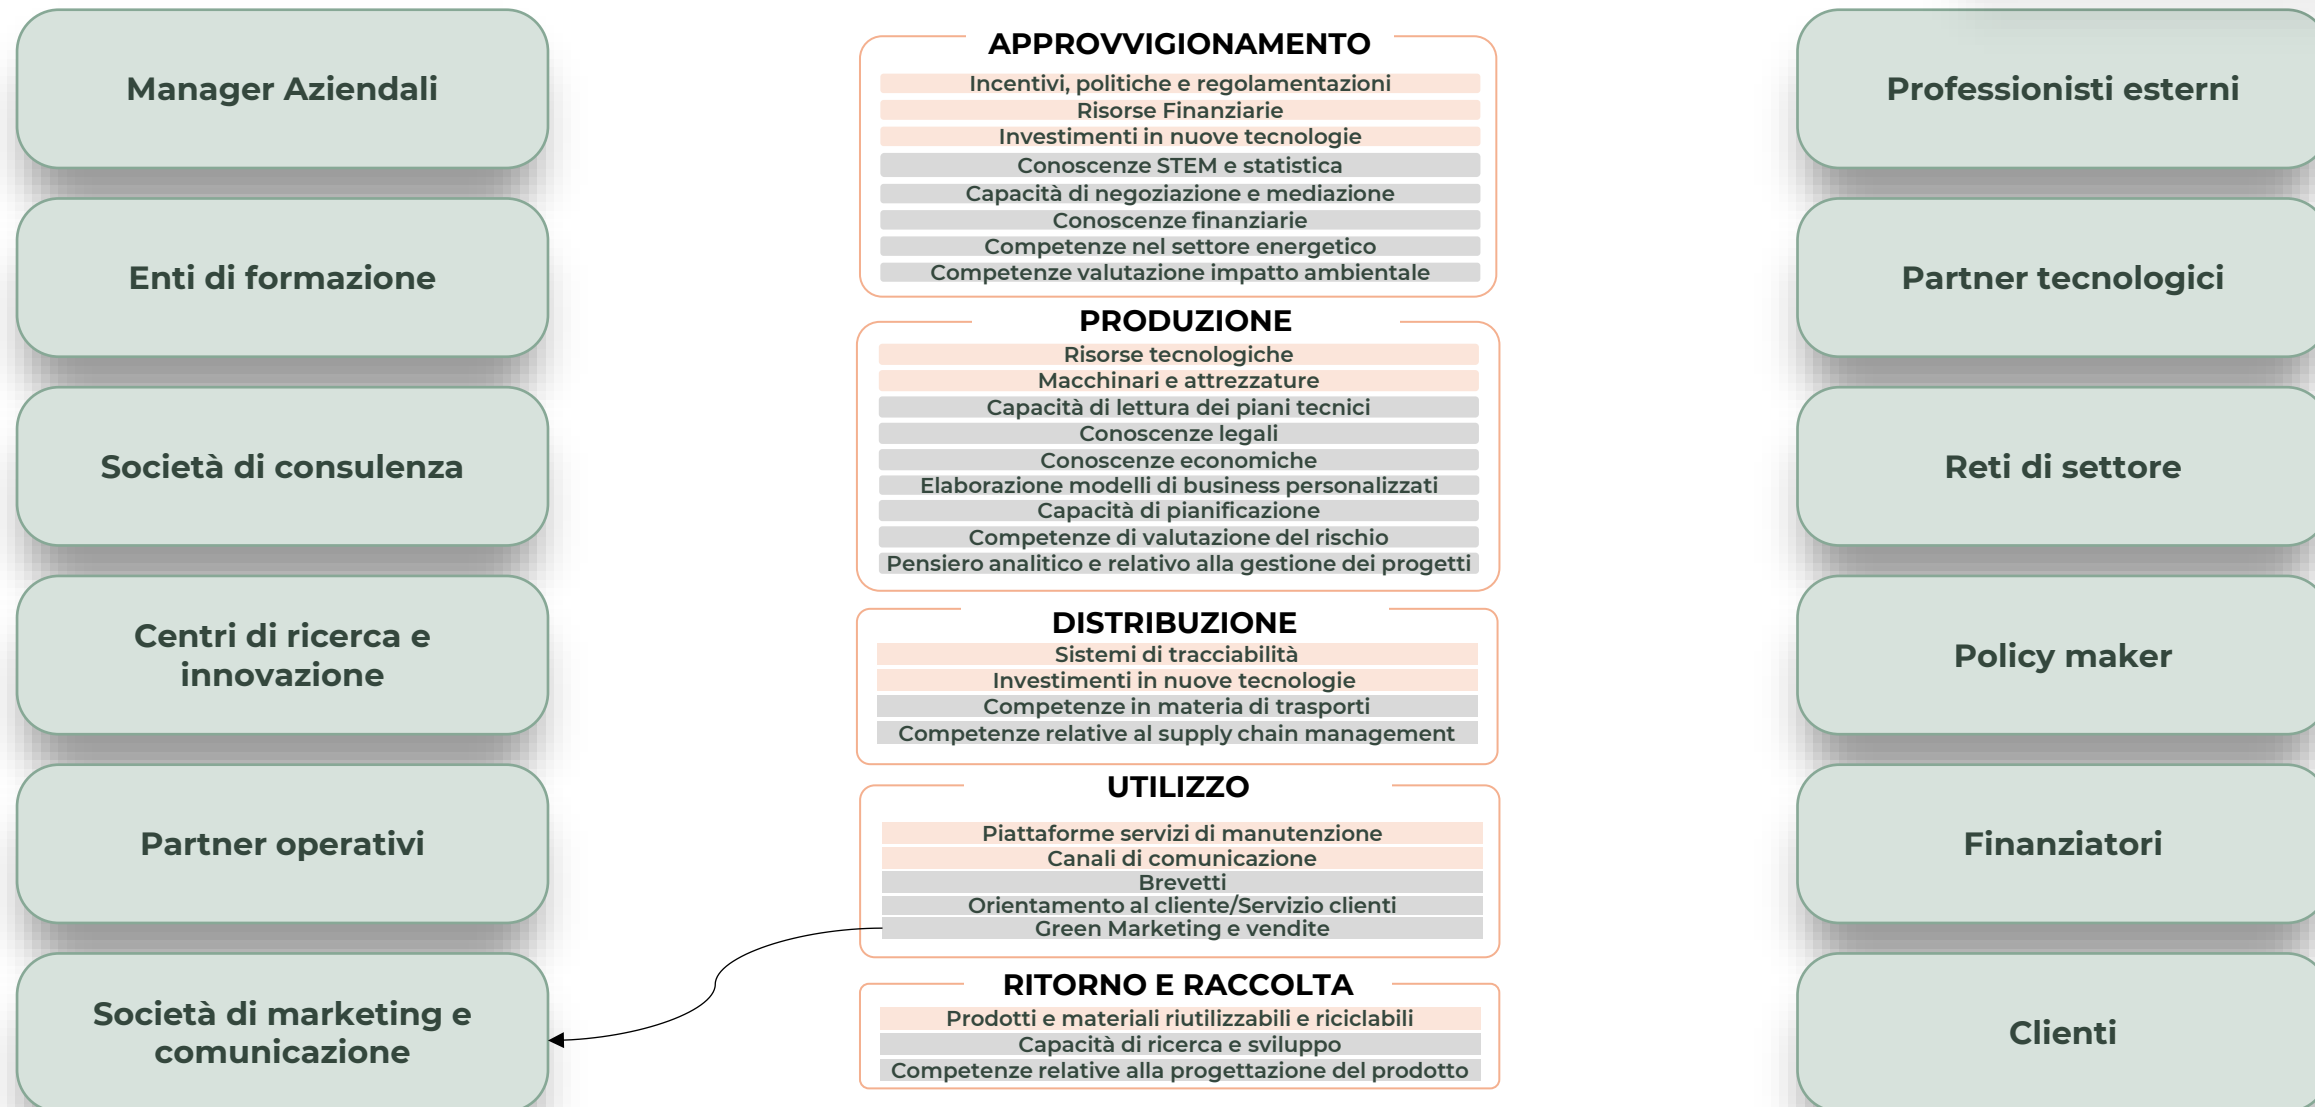 Manager Aziendali
Enti di formazione
Società di consulenza
Centri di ricerca e
innovazione
Partner operativi
Società di marketing e
comunicazione
APPROVVIGIONAMENTO
Incentivi, politiche e regolamentazioni
Risorse Finanziarie
Investimenti in nuove tecnologie
Conoscenze STEM e statistica
Capacità di negoziazione e mediazione
Conoscenze finanziarie
Competenze nel settore energetico
Competenze valutazione impatto ambientale
PRODUZIONE
Risorse tecnologiche
Macchinari e attrezzature
Capacità di lettura dei piani tecnici
Conoscenze legali
Conoscenze economiche
Elaborazione modelli di business personalizzati
Capacità di pianificazione
Competenze di valutazione del rischio
Pensiero analitico e relativo alla gestione dei progetti
DISTRIBUZIONE
Sistemi di tracciabilità
Investimenti in nuove tecnologie
Competenze in materia di trasporti
Competenze relative al supply chain management
UTILIZZO
Piattaforme servizi di manutenzione
Canali di comunicazione
Brevetti
Orientamento al cliente/Servizio clienti
Green Marketing e vendite
RITORNO E RACCOLTA
Prodotti e materiali riutilizzabili e riciclabili
Capacità di ricerca e sviluppo
Competenze relative alla progettazione del prodotto
Professionisti esterni
Partner tecnologici
Reti di settore
Policy maker
Finanziatori
Clienti